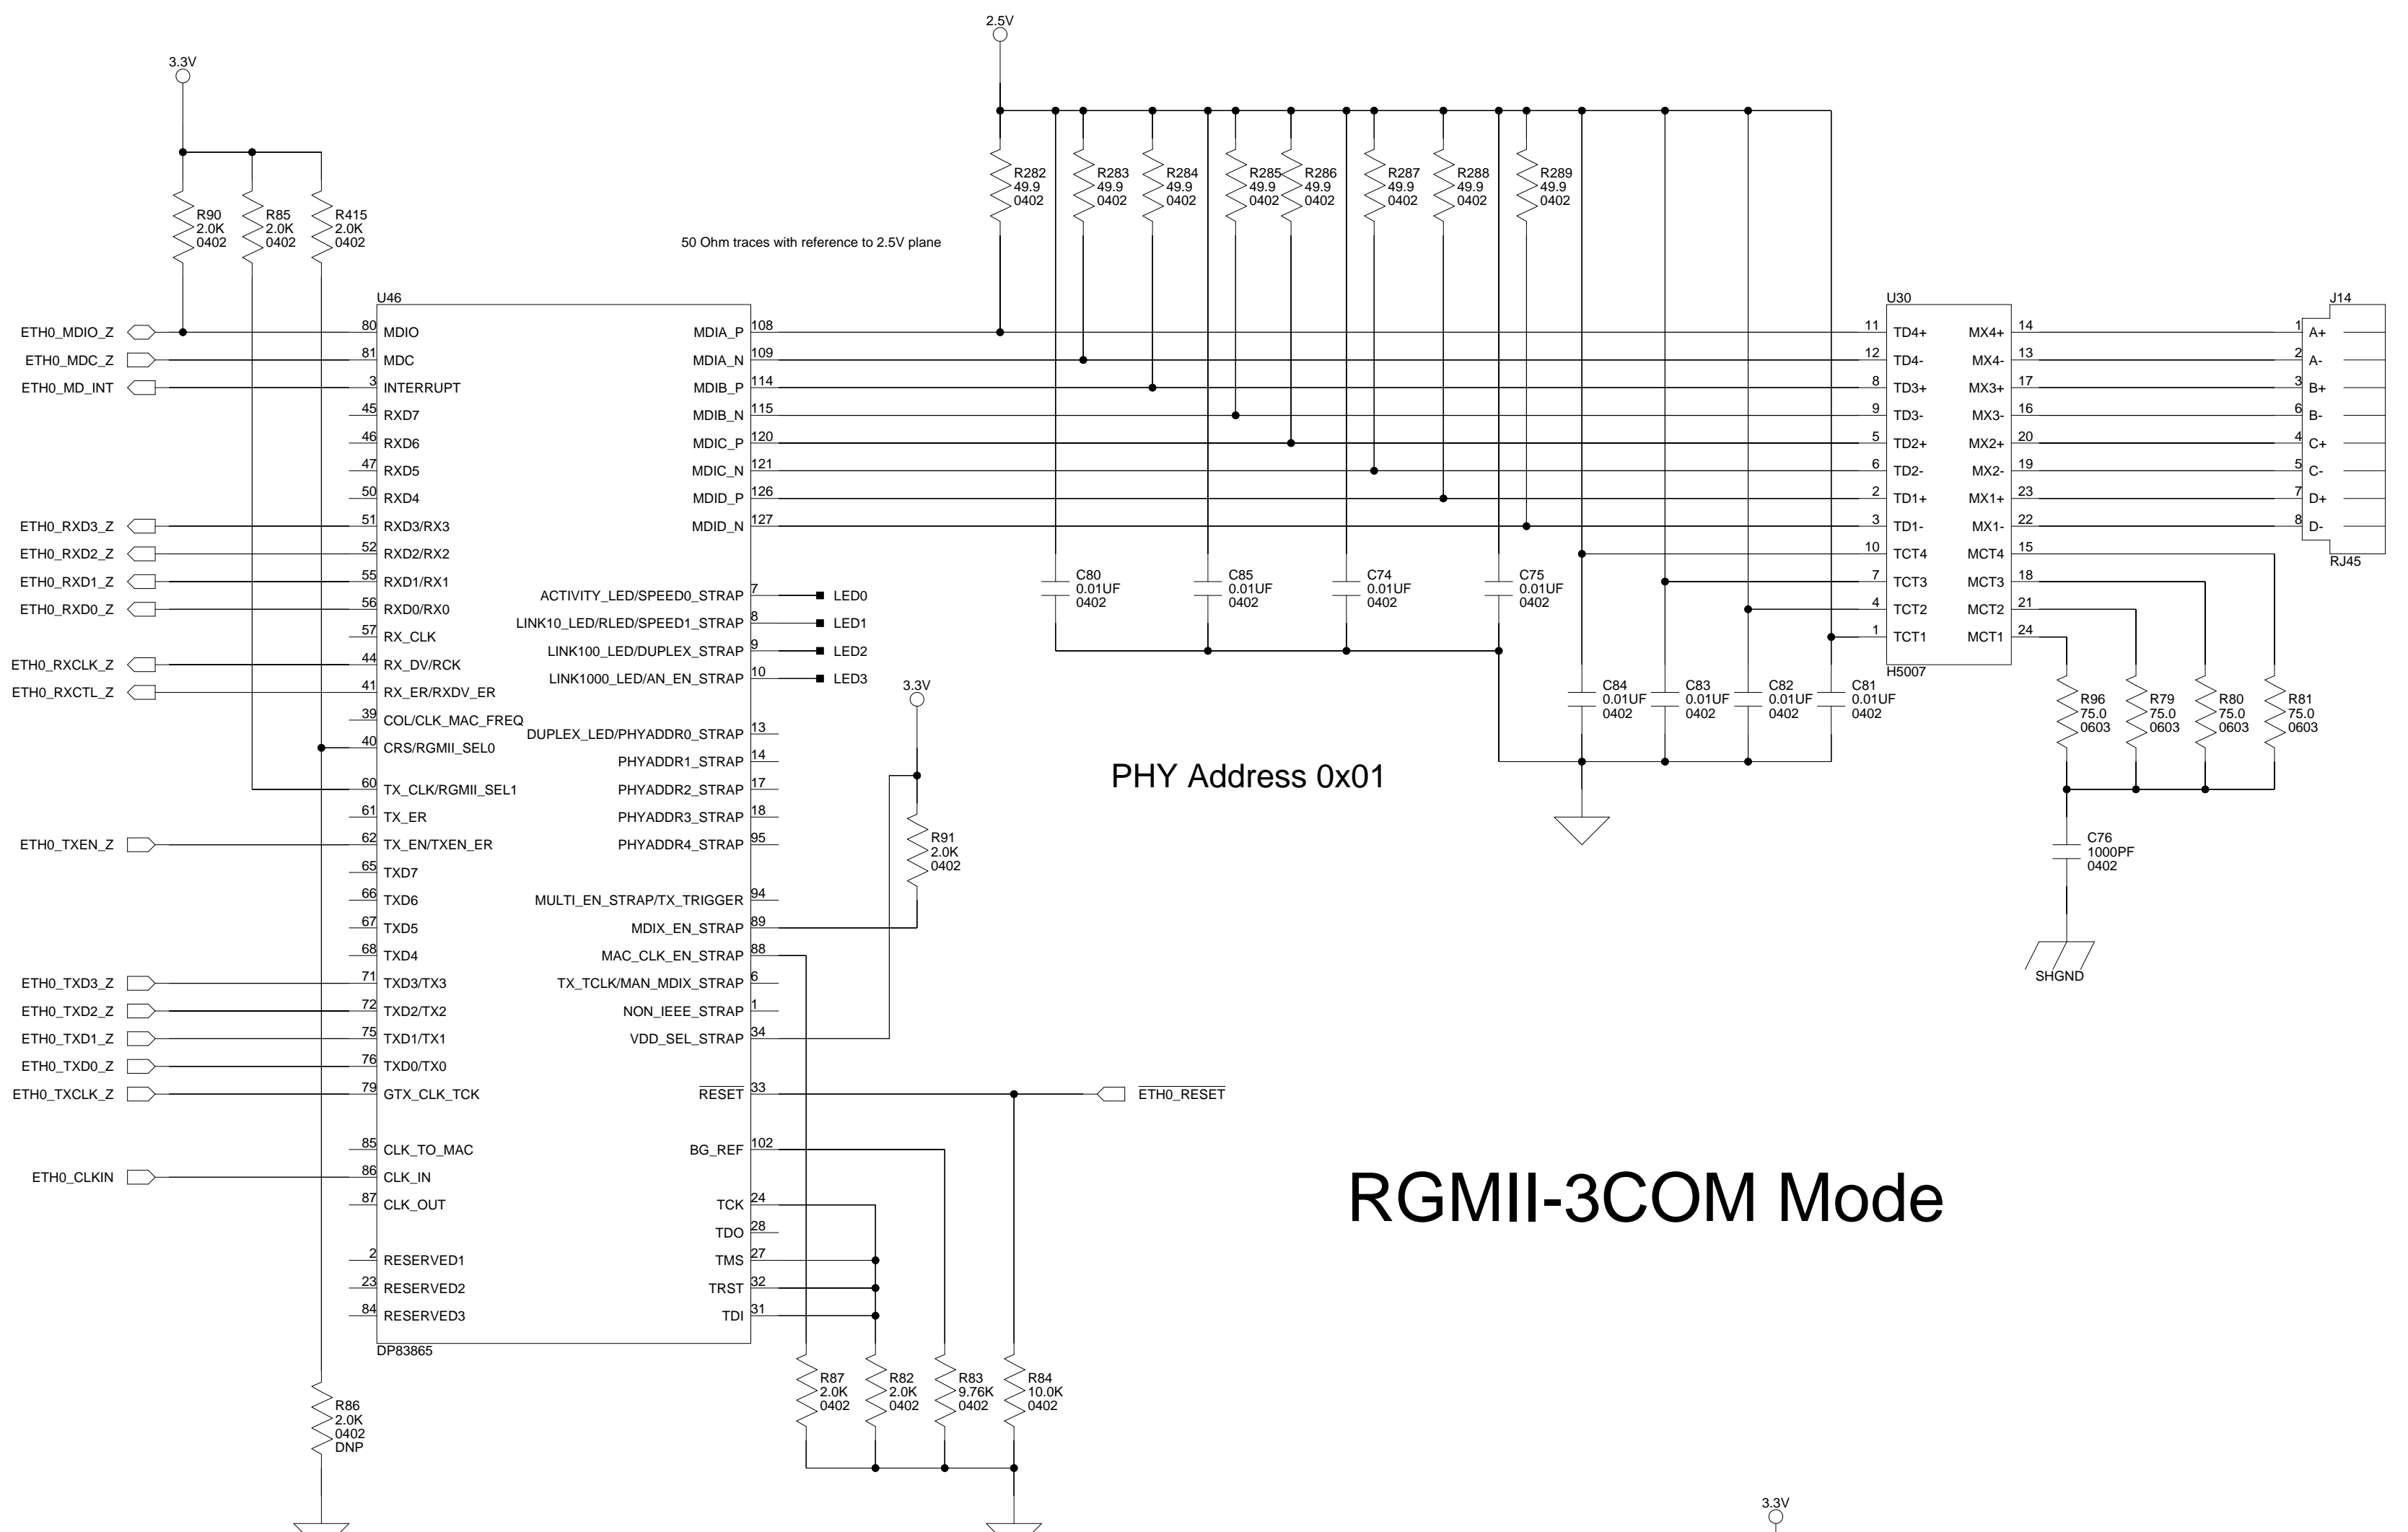 2.5V
3.3V
R90
2.0K
0402
R85
2.0K
0402
R415
2.0K
0402
R282
49.9
0402
R283
49.9
0402
R284
49.9
0402
R285
49.9
0402
R286
49.9
0402
R287
49.9
0402
R288
49.9
0402
R289
49.9
0402
50 Ohm traces with reference to 2.5V plane
U46
ETH0_MDIO_Z 80 MDIO
ETH0_MDC_Z 81 MDC
ETH0_MD_INT 3 INTERRUPT
45 RXD7
46 RXD6
47 RXD5
50 RXD4
ETH0_RXD3_Z 51 RXD3/RX3
ETH0_RXD2_Z 52 RXD2/RX2
ETH0_RXD1_Z 55 RXD1/RX1
ETH0_RXD0_Z 56 RXD0/RX0
57 RX_CLK
ETH0_RXCLK_Z 44 RX_DV/RCK
ETH0_RXCTL_Z 41 RX_ER/RXDV_ER
39 COL/CLK_MAC_FREQ
40 CRS/RGMII_SEL0
60 TX_CLK/RGMII_SEL1
61 TX_ER
ETH0_TXEN_Z 62 TX_EN/TXEN_ER
65 TXD7
66 TXD6
67 TXD5
68 TXD4
ETH0_TXD3_Z 71 TXD3/TX3
ETH0_TXD2_Z 72 TXD2/TX2
ETH0_TXD1_Z 75 TXD1/TX1
ETH0_TXD0_Z 76 TXD0/TX0
ETH0_TXCLK_Z 79 GTX_CLK_TCK
85 CLK_TO_MAC
ETH0_CLKIN 86 CLK_IN
87 CLK_OUT
2 RESERVED1
23 RESERVED2
84 RESERVED3
DP83865
MDIA_P 108
MDIA_N 109
MDIB_P 114
MDIB_N 115
MDIC_P 120
MDIC_N 121
MDID_P 126
MDID_N 127
ACTIVITY_LED/SPEED0_STRAP 7 LED0
LINK10_LED/RLED/SPEED1_STRAP 8 LED1
LINK100_LED/DUPLEX_STRAP 9 LED2
LINK1000_LED/AN_EN_STRAP 10 LED3
DUPLEX_LED/PHYADDR0_STRAP 13
PHYADDR1_STRAP 14
PHYADDR2_STRAP 17
PHYADDR3_STRAP 18
PHYADDR4_STRAP 95
MULTI_EN_STRAP/TX_TRIGGER 94
MDIX_EN_STRAP 89
MAC_CLK_EN_STRAP 88
TX_TCLK/MAN_MDIX_STRAP 6
NON_IEEE_STRAP 1
VDD_SEL_STRAP 34
RESET 33 ETH0_RESET
BG_REF 102
TCK 24
TDO 28
TMS 27
TRST 32
TDI 31
3.3V
R91
2.0K
0402
R86
2.0K
0402
DNP
R87
2.0K
0402
R82
2.0K
0402
R83
9.76K
0402
R84
10.0K
0402
C80
0.01UF
0402
C85
0.01UF
0402
C74
0.01UF
0402
C75
0.01UF
0402
C84
0.01UF
0402
C83
0.01UF
0402
C82
0.01UF
0402
C81
0.01UF
0402
PHY Address 0x01
U30
11 TD4+ MX4+ 14
12 TD4- MX4- 13
8 TD3+ MX3+ 17
9 TD3- MX3- 16
5 TD2+ MX2+ 20
6 TD2- MX2- 19
2 TD1+ MX1+ 23
3 TD1- MX1- 22
10 TCT4 MCT4 15
7 TCT3 MCT3 18
4 TCT2 MCT2 21
1 TCT1 MCT1 24
H5007
J14
1 A+
2 A-
3 B+
6 B-
4 C+
5 C-
7 D+
8 D-
RJ45
R96
75.0
0603
R79
75.0
0603
R80
75.0
0603
R81
75.0
0603
C76
1000PF
0402
SHGND
RGMII-3COM Mode
3.3V